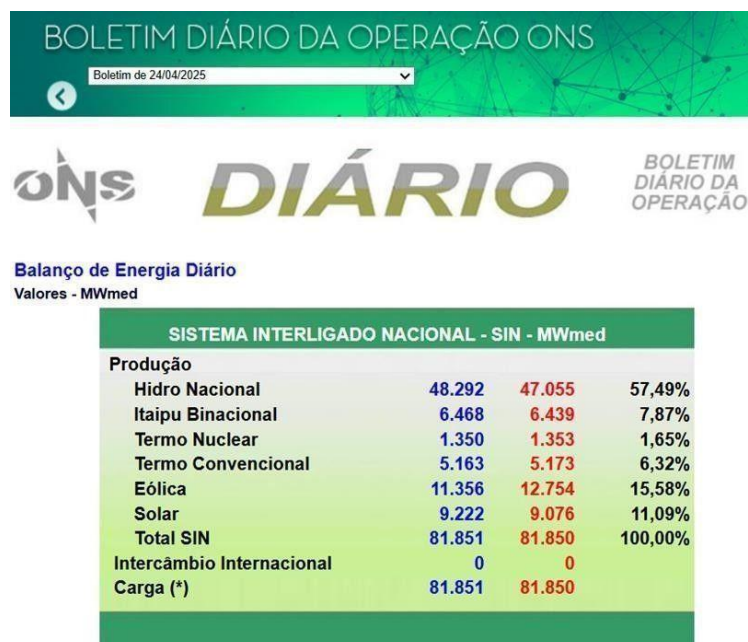 BOLETIM DIÁRIO DA OPERAÇÃO ONS
Boletim de 24/04/2025
ONS DIÁRIO BOLETIM
DIÁRIO DA
OPERAÇÃO
Balanço de Energia Diário
Valores - MWmed
SISTEMA INTERLIGADO NACIONAL - SIN - MWmed
Produção
Hidro Nacional 48.292 47.055 57,49%
Itaipu Binacional 6.468 6.439 7,87%
Termo Nuclear 1.350 1.353 1,65%
Termo Convencional 5.163 5.173 6,32%
Eólica 11.356 12.754 15,58%
Solar 9.222 9.076 11,09%
Total SIN 81.851 81.850 100,00%
Intercâmbio Internacional 0 0
Carga (*) 81.851 81.850